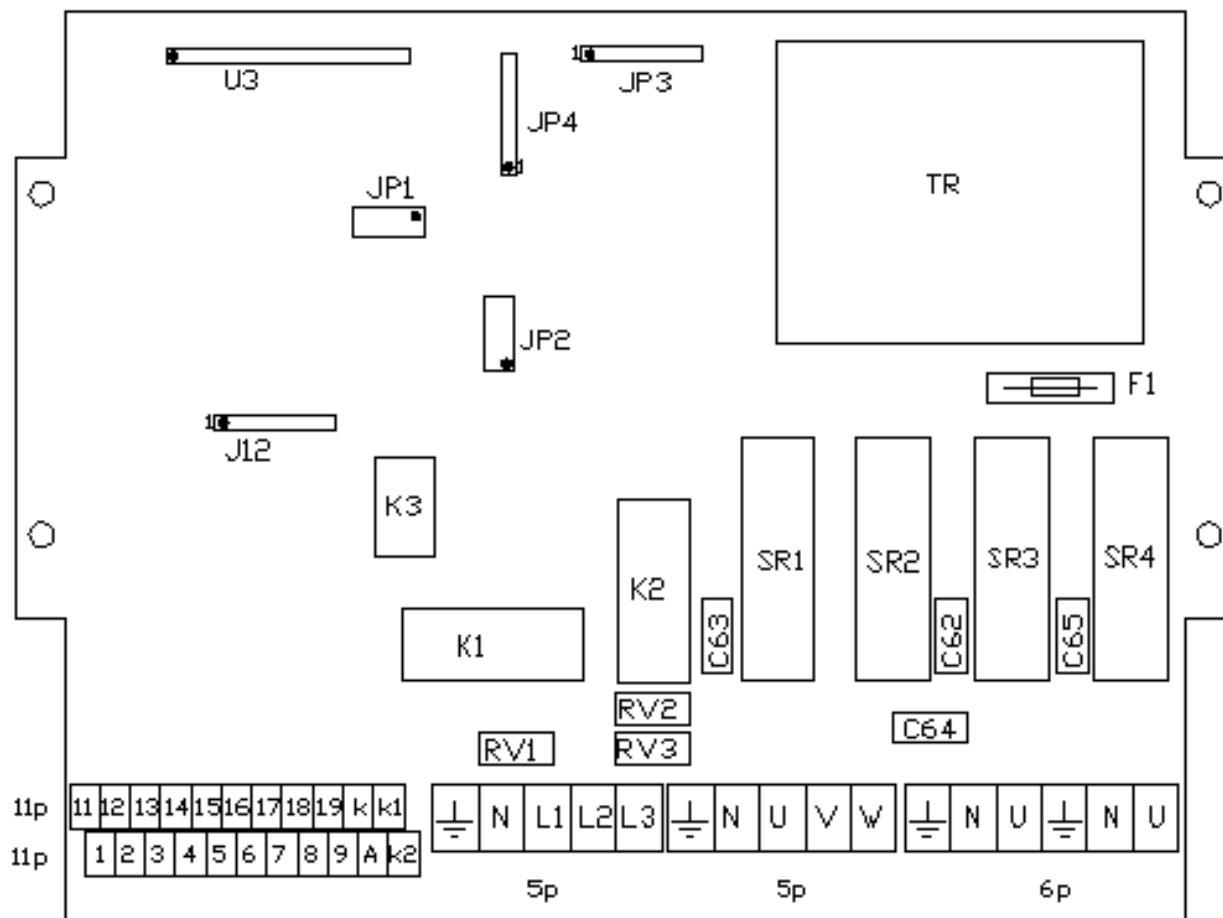 U3
JP4
1 JP3
TR
JP1
1
JP2
F1
1
J12
K3
K2
SR1
SR2
SR3
SR4
K1
C63
C62
C65
RV2
C64
RV1
RV3
11p 11 12 13 14 15 16 17 18 19 k k1
11p 1 2 3 4 5 6 7 8 9 A k2
N L1 L2 L3 N U V W N U N U
5p 5p 6p